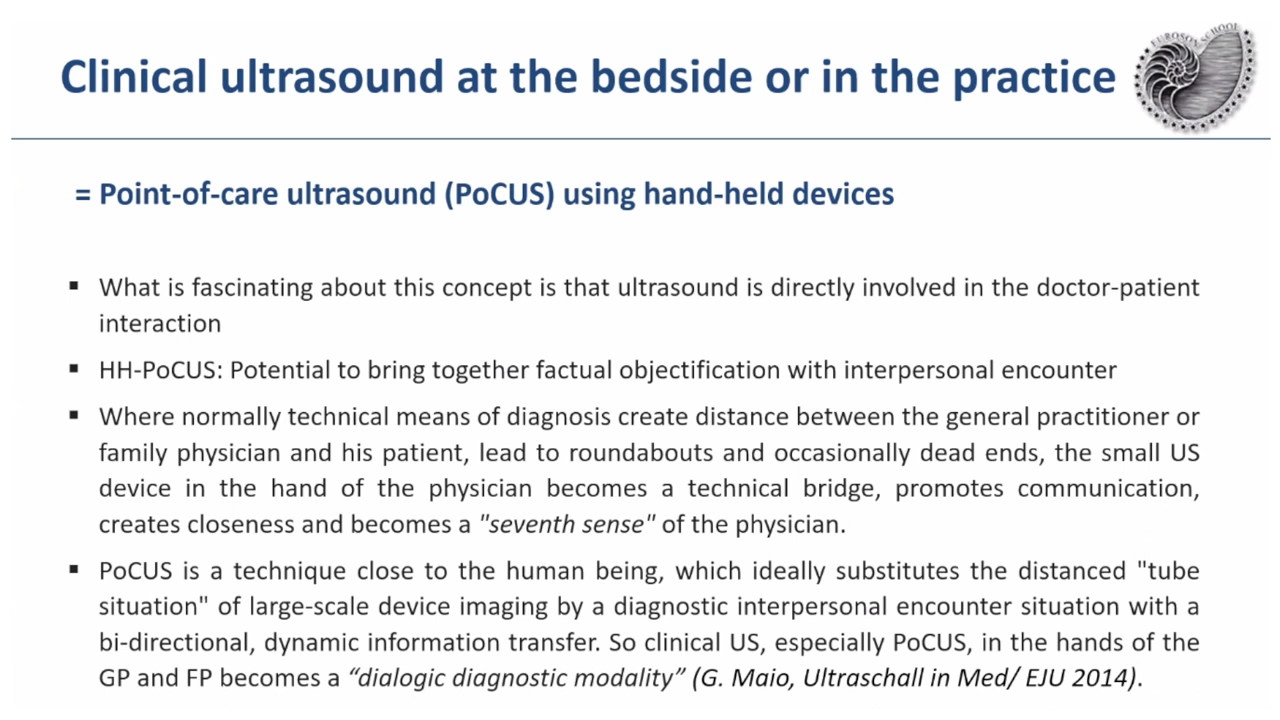 Clinical ultrasound at the bedside or in the practice
EUROSON SCHOOL
= Point-of-care ultrasound (PoCUS) using hand-held devices
▪ What is fascinating about this concept is that ultrasound is directly involved in the doctor-patient
interaction
▪ HH-PoCUS: Potential to bring together factual objectification with interpersonal encounter
▪ Where normally technical means of diagnosis create distance between the general practitioner or
family physician and his patient, lead to roundabouts and occasionally dead ends, the small US
device in the hand of the physician becomes a technical bridge, promotes communication,
creates closeness and becomes a "seventh sense" of the physician.
▪ PoCUS is a technique close to the human being, which ideally substitutes the distanced "tube
situation" of large-scale device imaging by a diagnostic interpersonal encounter situation with a
bi-directional, dynamic information transfer. So clinical US, especially PoCUS, in the hands of the
GP and FP becomes a “dialogic diagnostic modality” (G. Maio, Ultraschall in Med/ EJU 2014).